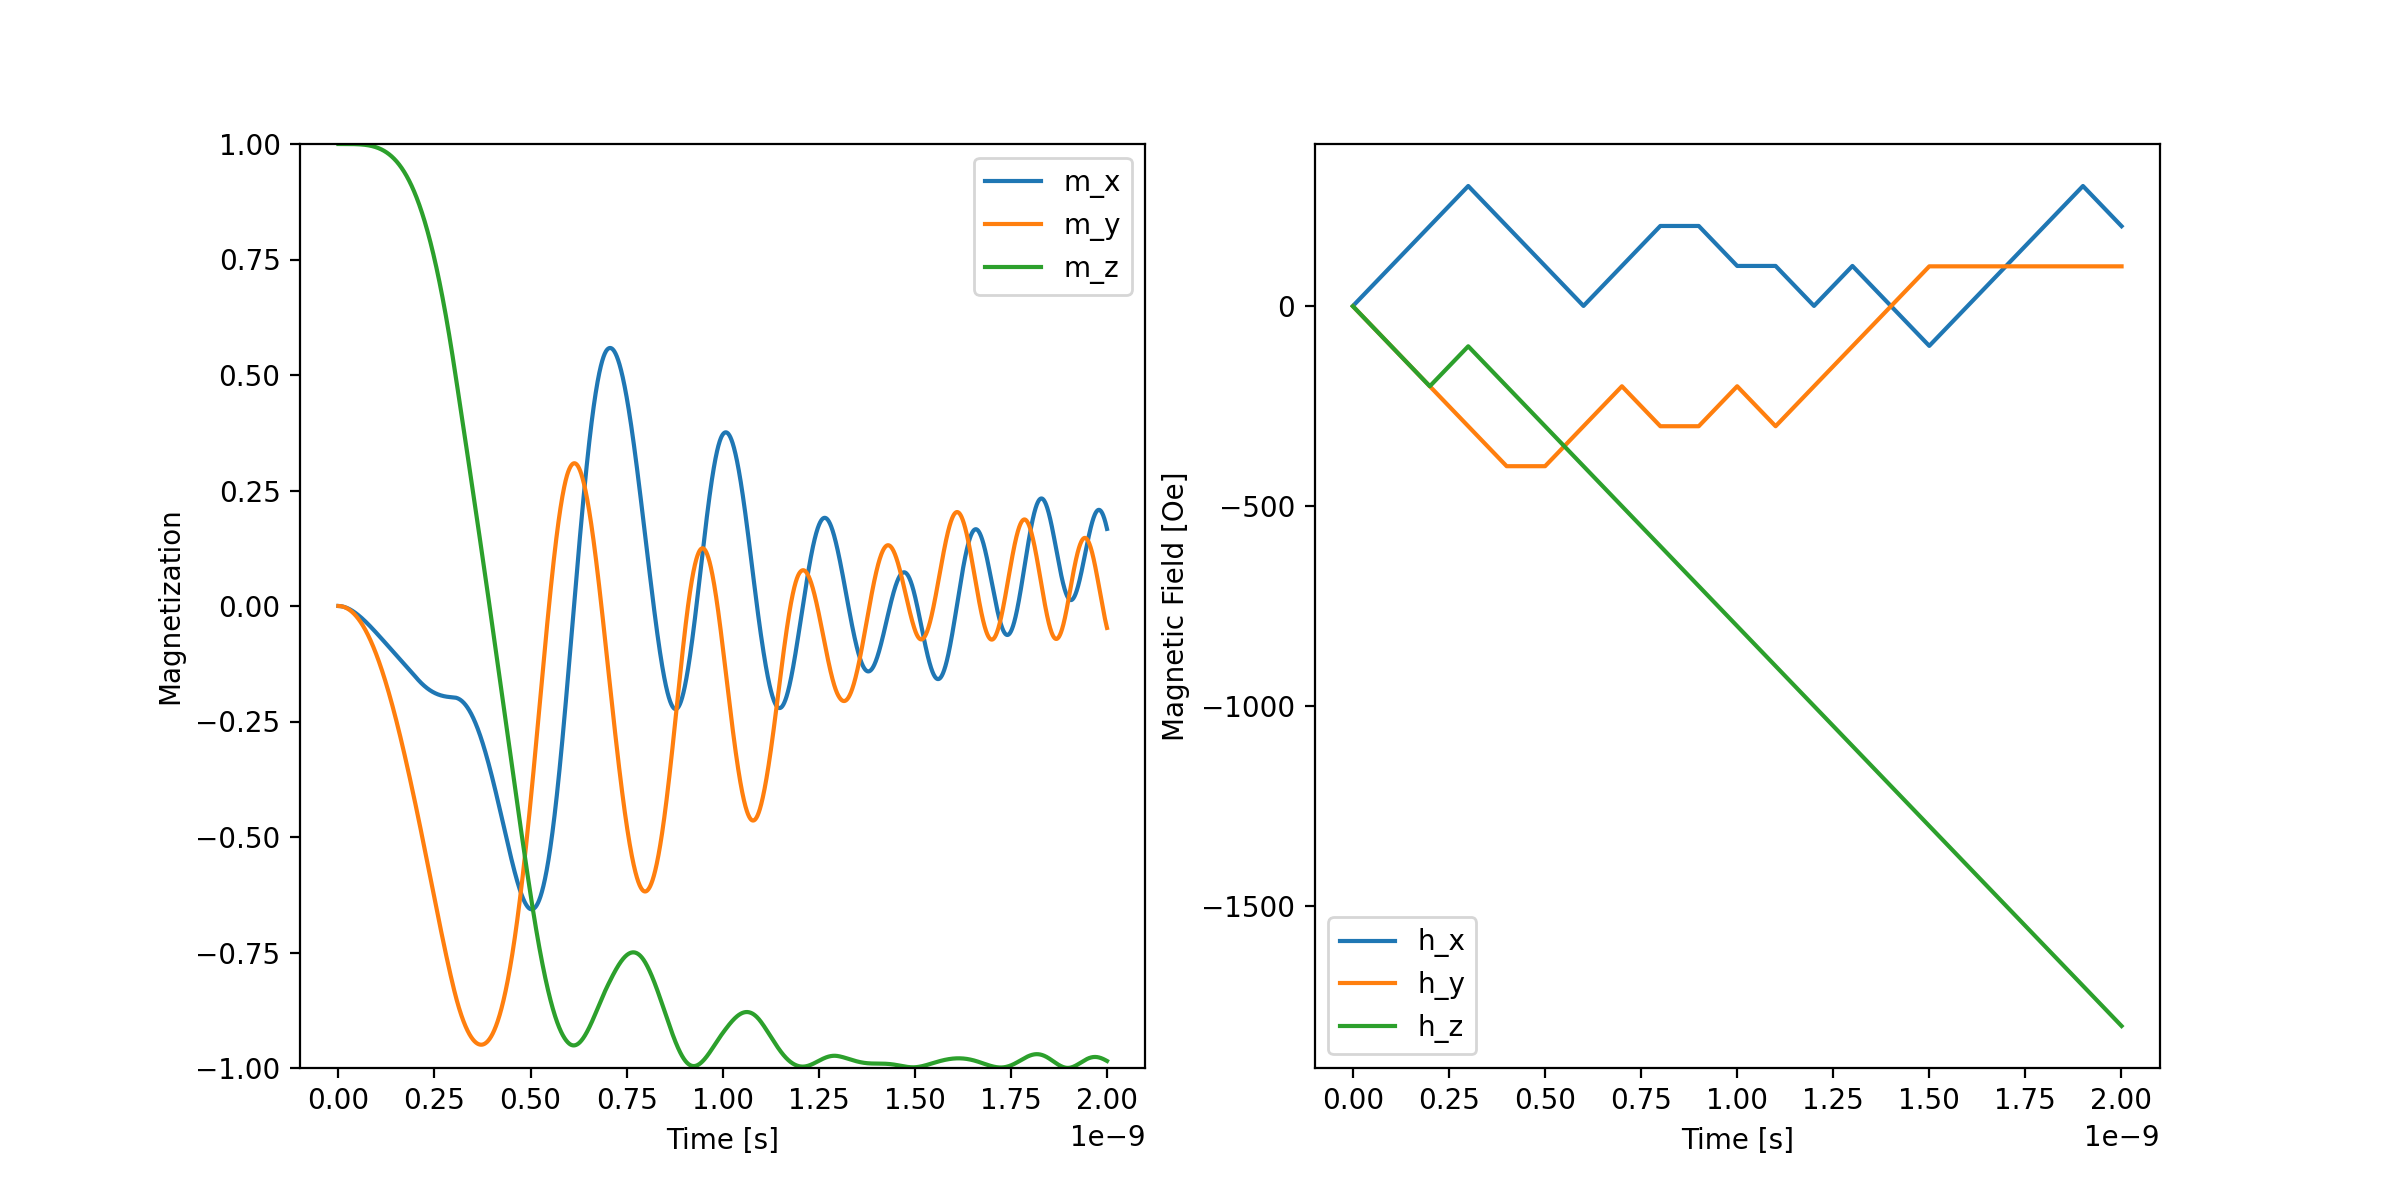 1.00
0.75
0.50
0.25
0.00
−0.25
−0.50
−0.75
−1.00
Magnetization
m_x
m_y
m_z
0.00 0.25 0.50 0.75 1.00 1.25 1.50 1.75 2.00
Time [s]
1e−9
0
−500
−1000
−1500
Magnetic Field [Oe]
h_x
h_y
h_z
0.00 0.25 0.50 0.75 1.00 1.25 1.50 1.75 2.00
Time [s]
1e−9